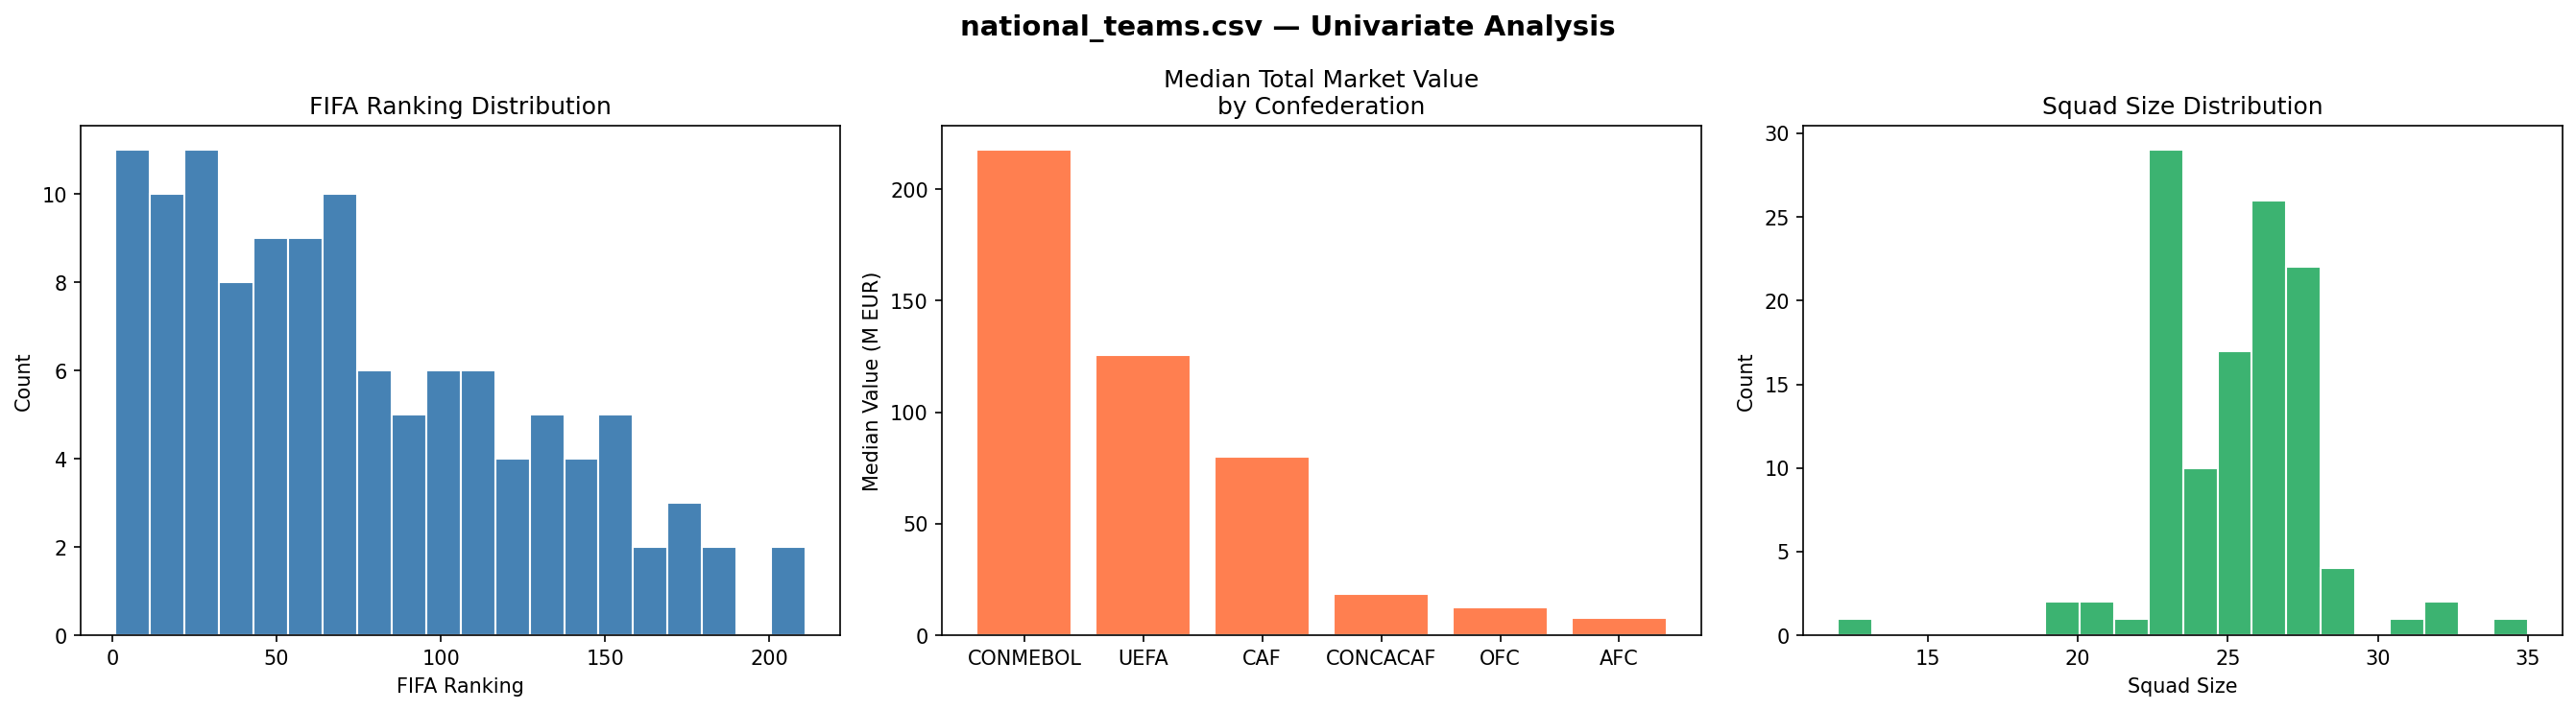 national_teams.csv — Univariate Analysis
FIFA Ranking Distribution
Count
10
8
6
4
2
0
0 50 100 150 200
FIFA Ranking
Median Total Market Value
by Confederation
Median Value (M EUR)
200
150
100
50
0
CONMEBOL UEFA CAF CONCACAF OFC AFC
Squad Size Distribution
Count
30
25
20
15
10
5
0
15 20 25 30 35
Squad Size